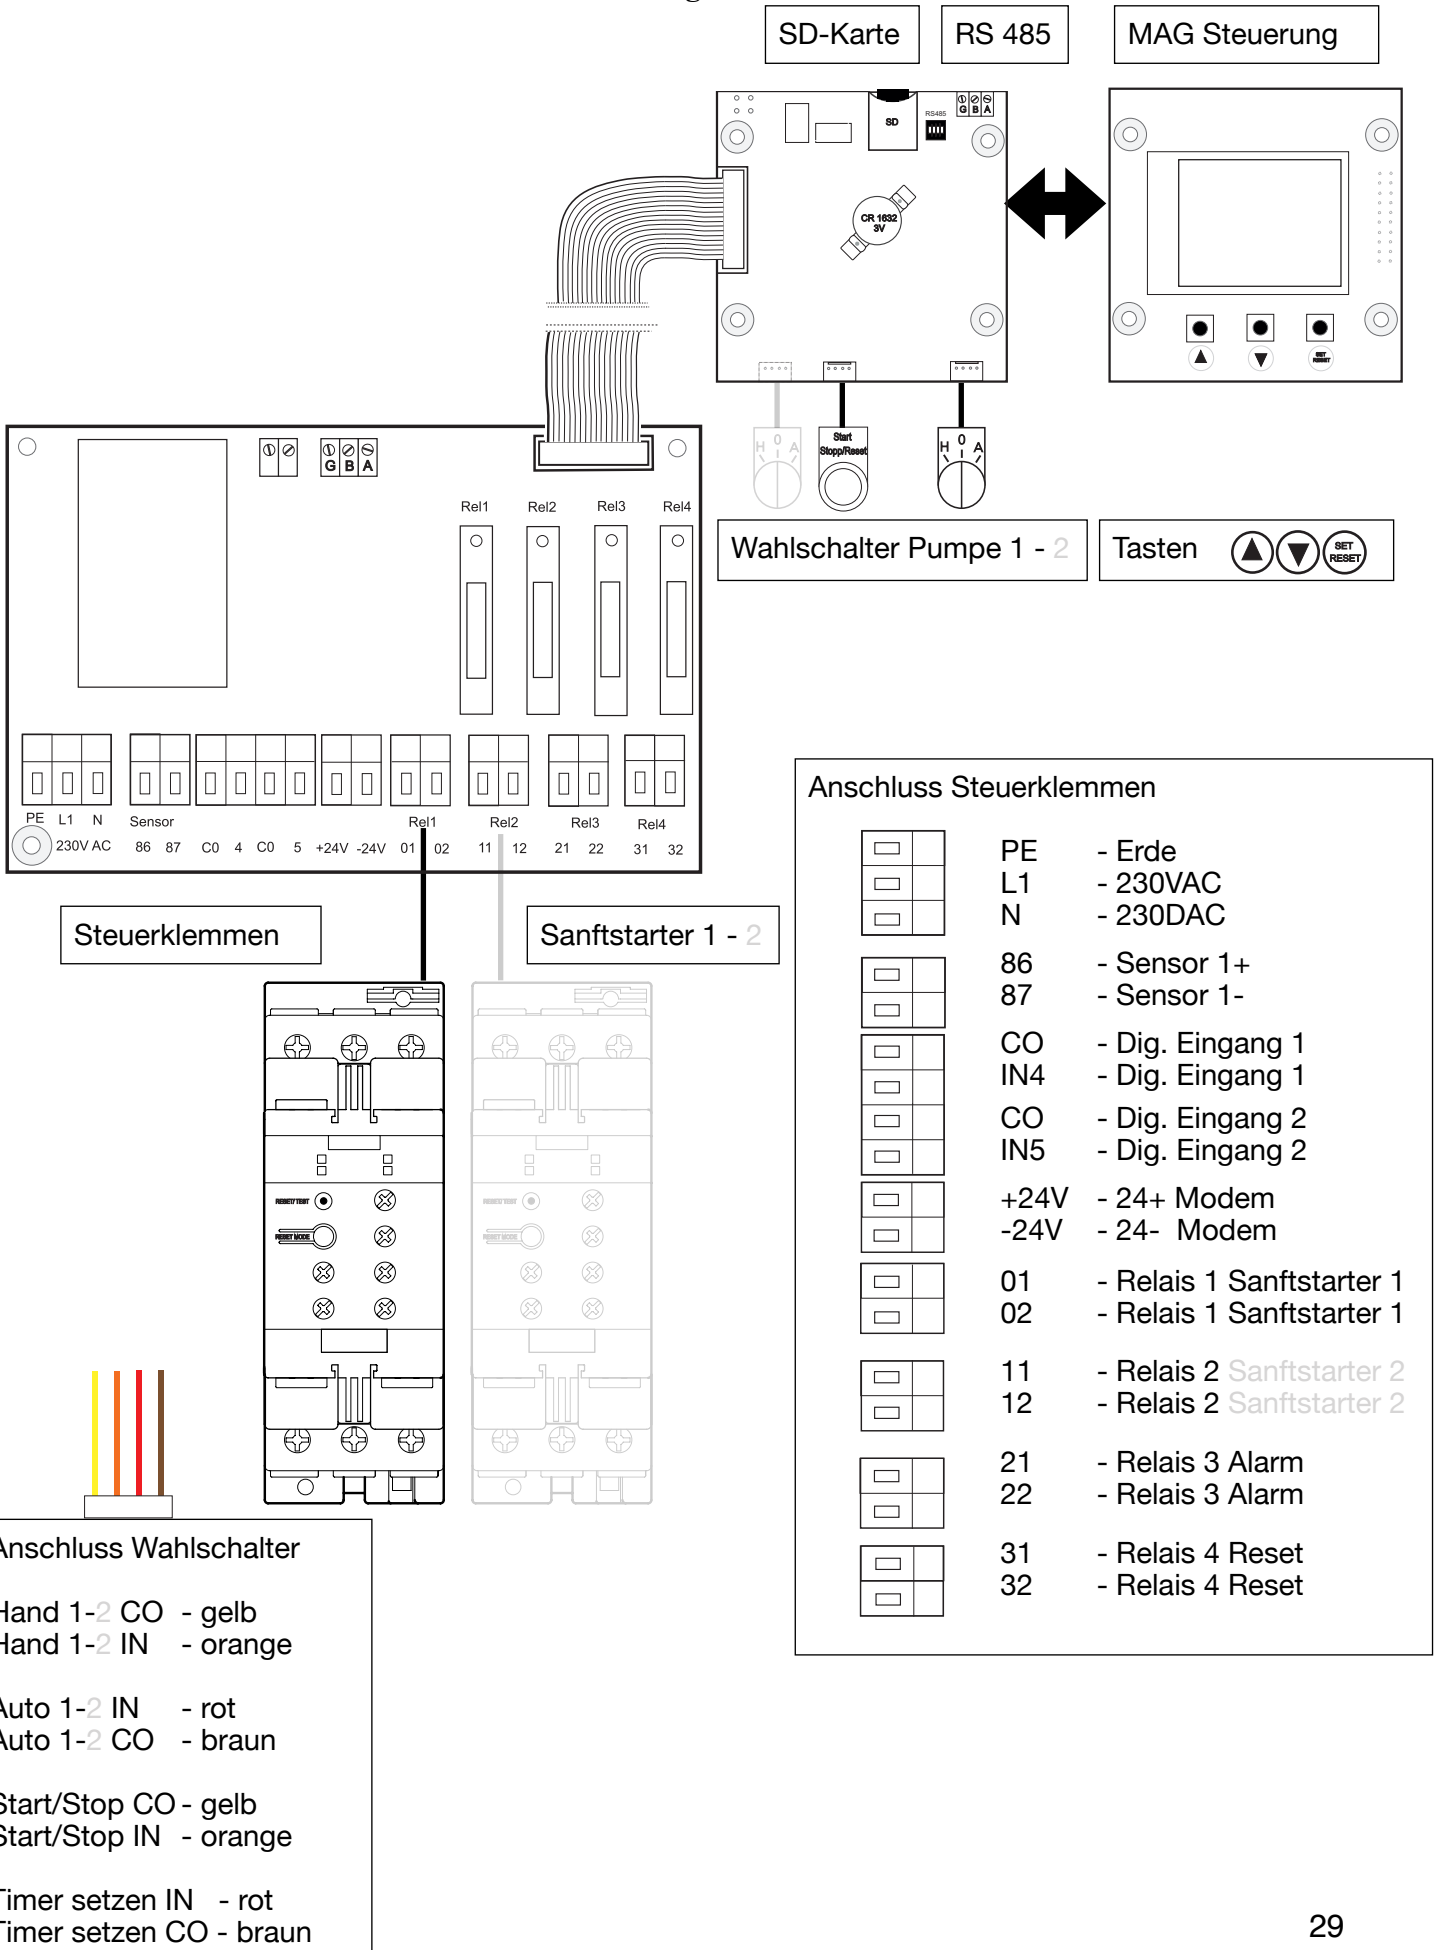 SD-Karte
RS 485
MAG Steuerung
SD
RS485
G B A
CR 1632
3V
SET
RESET
H 0 A
Start
Stopp/Reset
H 0 A
Wahlschalter Pumpe 1 - 2
Tasten
SET
RESET
G B A
Rel1
Rel2
Rel3
Rel4
PE L1 N
Sensor
Rel1
Rel2
Rel3
Rel4
230V AC
86 87 C0 4 C0 5 +24V -24V 01 02 11 12 21 22 31 32
Steuerklemmen
Sanftstarter 1 - 2
RESET/ TEST
RESET MODE
RESET/ TEST
RESET MODE
Anschluss Steuerklemmen
PE - Erde
L1 - 230VAC
N - 230DAC
86 - Sensor 1+
87 - Sensor 1-
CO - Dig. Eingang 1
IN4 - Dig. Eingang 1
CO - Dig. Eingang 2
IN5 - Dig. Eingang 2
+24V - 24+ Modem
-24V - 24- Modem
01 - Relais 1 Sanftstarter 1
02 - Relais 1 Sanftstarter 1
11 - Relais 2 Sanftstarter 2
12 - Relais 2 Sanftstarter 2
21 - Relais 3 Alarm
22 - Relais 3 Alarm
31 - Relais 4 Reset
32 - Relais 4 Reset
Anschluss Wahlschalter
Hand 1-2 CO - gelb
Hand 1-2 IN - orange
Auto 1-2 IN - rot
Auto 1-2 CO - braun
Start/Stop CO - gelb
Start/Stop IN - orange
Timer setzen IN - rot
Timer setzen CO - braun
29